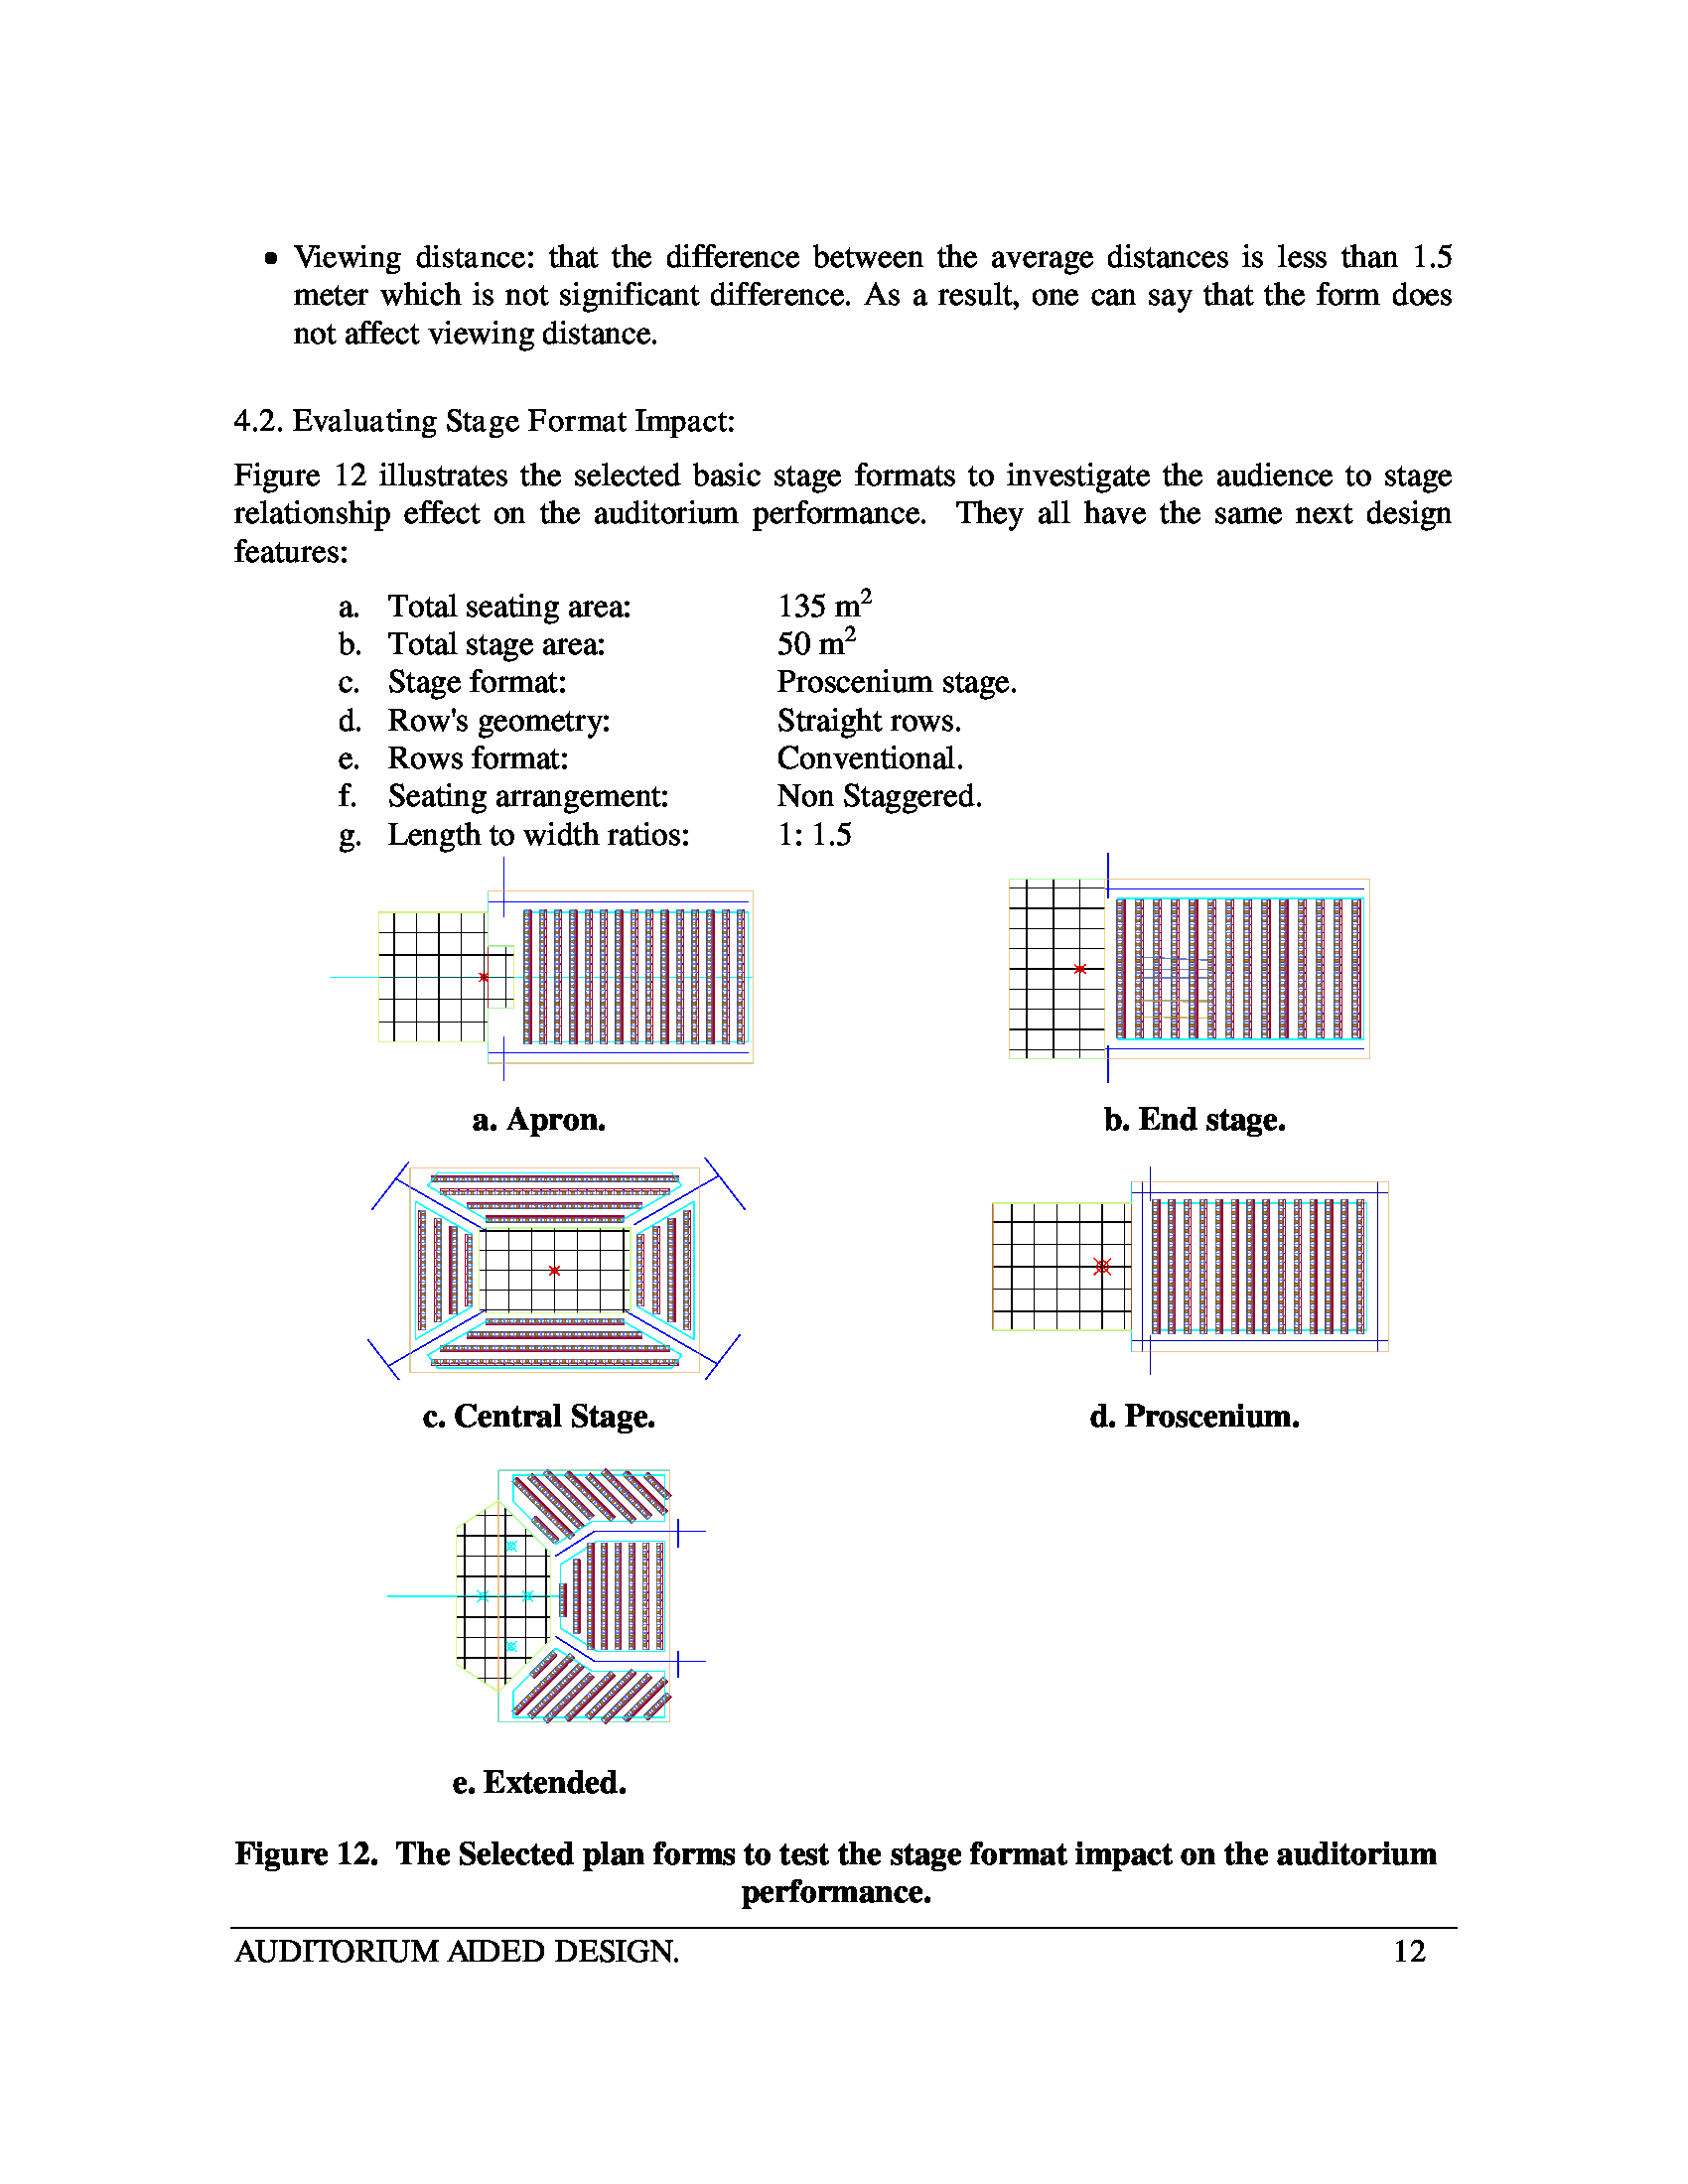 • Viewing distance: that the difference between the average distances is less than 1.5
meter which is not significant difference. As a result, one can say that the form does
not affect viewing distance.
4.2. Evaluating Stage Format Impact:
Figure 12 illustrates the selected basic stage formats to investigate the audience to stage
relationship effect on the auditorium performance. They all have the same next design
features:
a. Total seating area: 135 m²
b. Total stage area: 50 m²
c. Stage format: Proscenium stage.
d. Row's geometry: Straight rows.
e. Rows format: Conventional.
f. Seating arrangement: Non Staggered.
g. Length to width ratios: 1: 1.5
a. Apron.
b. End stage.
c. Central Stage.
d. Proscenium.
e. Extended.
Figure 12. The Selected plan forms to test the stage format impact on the auditorium
performance.
AUDITORIUM AIDED DESIGN. 12